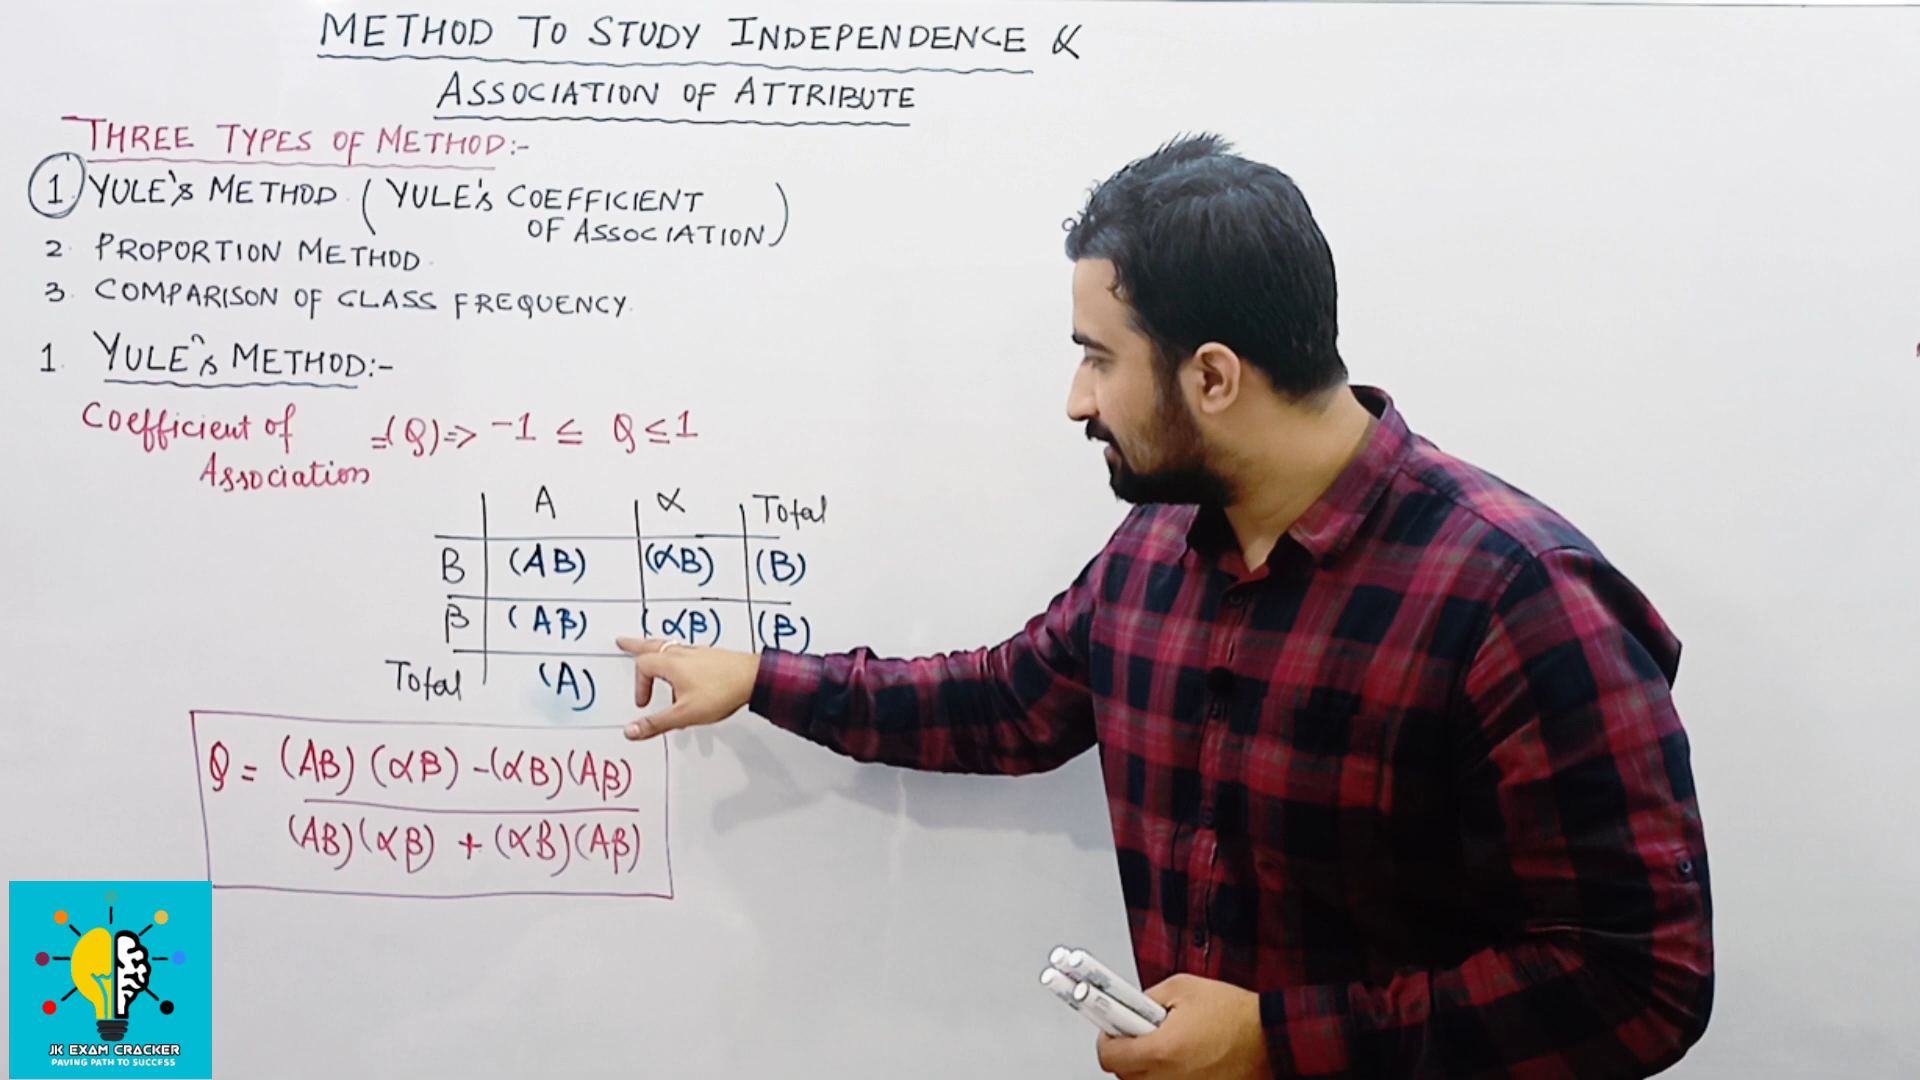 METHOD TO STUDY INDEPENDENCE &
ASSOCIATION OF ATTRIBUTE
THREE TYPES OF METHOD:-
1. YULE'S METHOD. (YULE'S COEFFICIENT
OF ASSOCIATION)
2. PROPORTION METHOD.
3. COMPARISON OF CLASS FREQUENCY.
1. YULE'S METHOD:-
Coefficient of
Association =(Q)=> -1 ≤ Q ≤ 1
A α Total
B (AB) (αB) (B)
β (Aβ) (αβ) (β)
Total (A)
Q = (AB)(αβ) - (αB)(Aβ)
(AB)(αβ) + (αB)(Aβ)
JK EXAM CRACKER
PAVING PATH TO SUCCESS